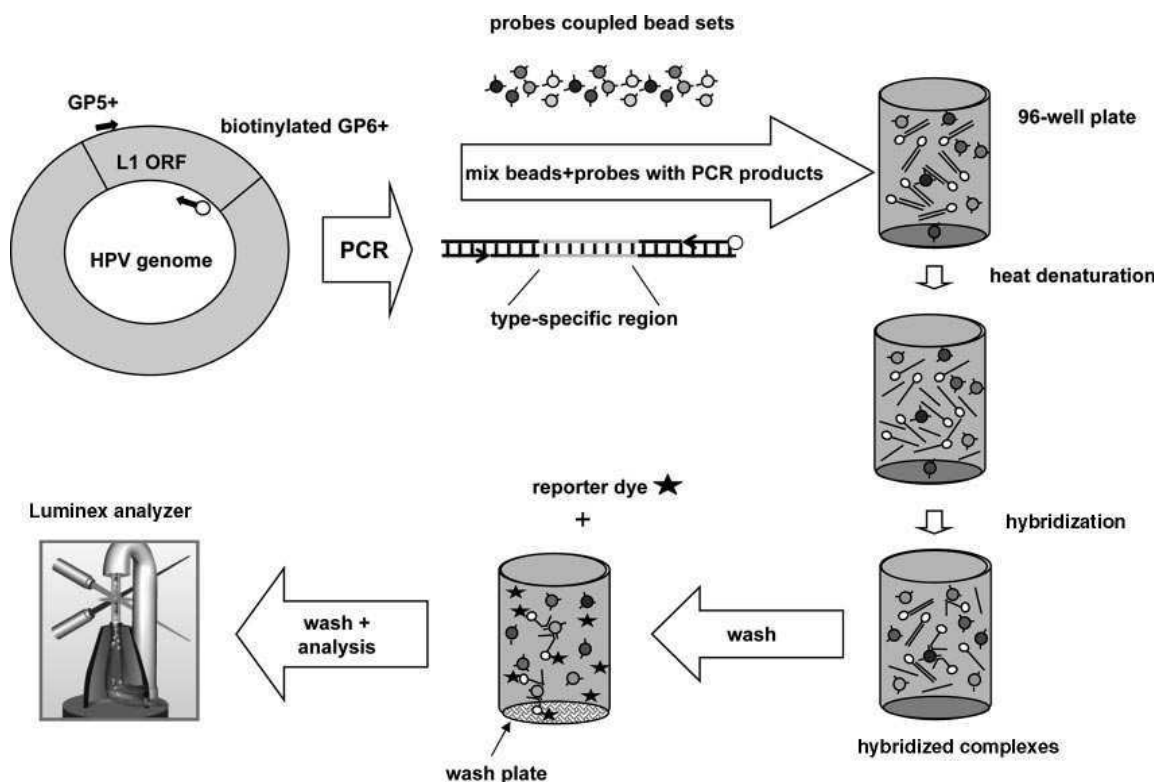 probes coupled bead sets
GP5+
biotinylated GP6+
L1 ORF
HPV genome
PCR
mix beads+probes with PCR products
type-specific region
96-well plate
heat denaturation
hybridization
hybridized complexes
wash
reporter dye
+
wash plate
wash +
analysis
Luminex analyzer